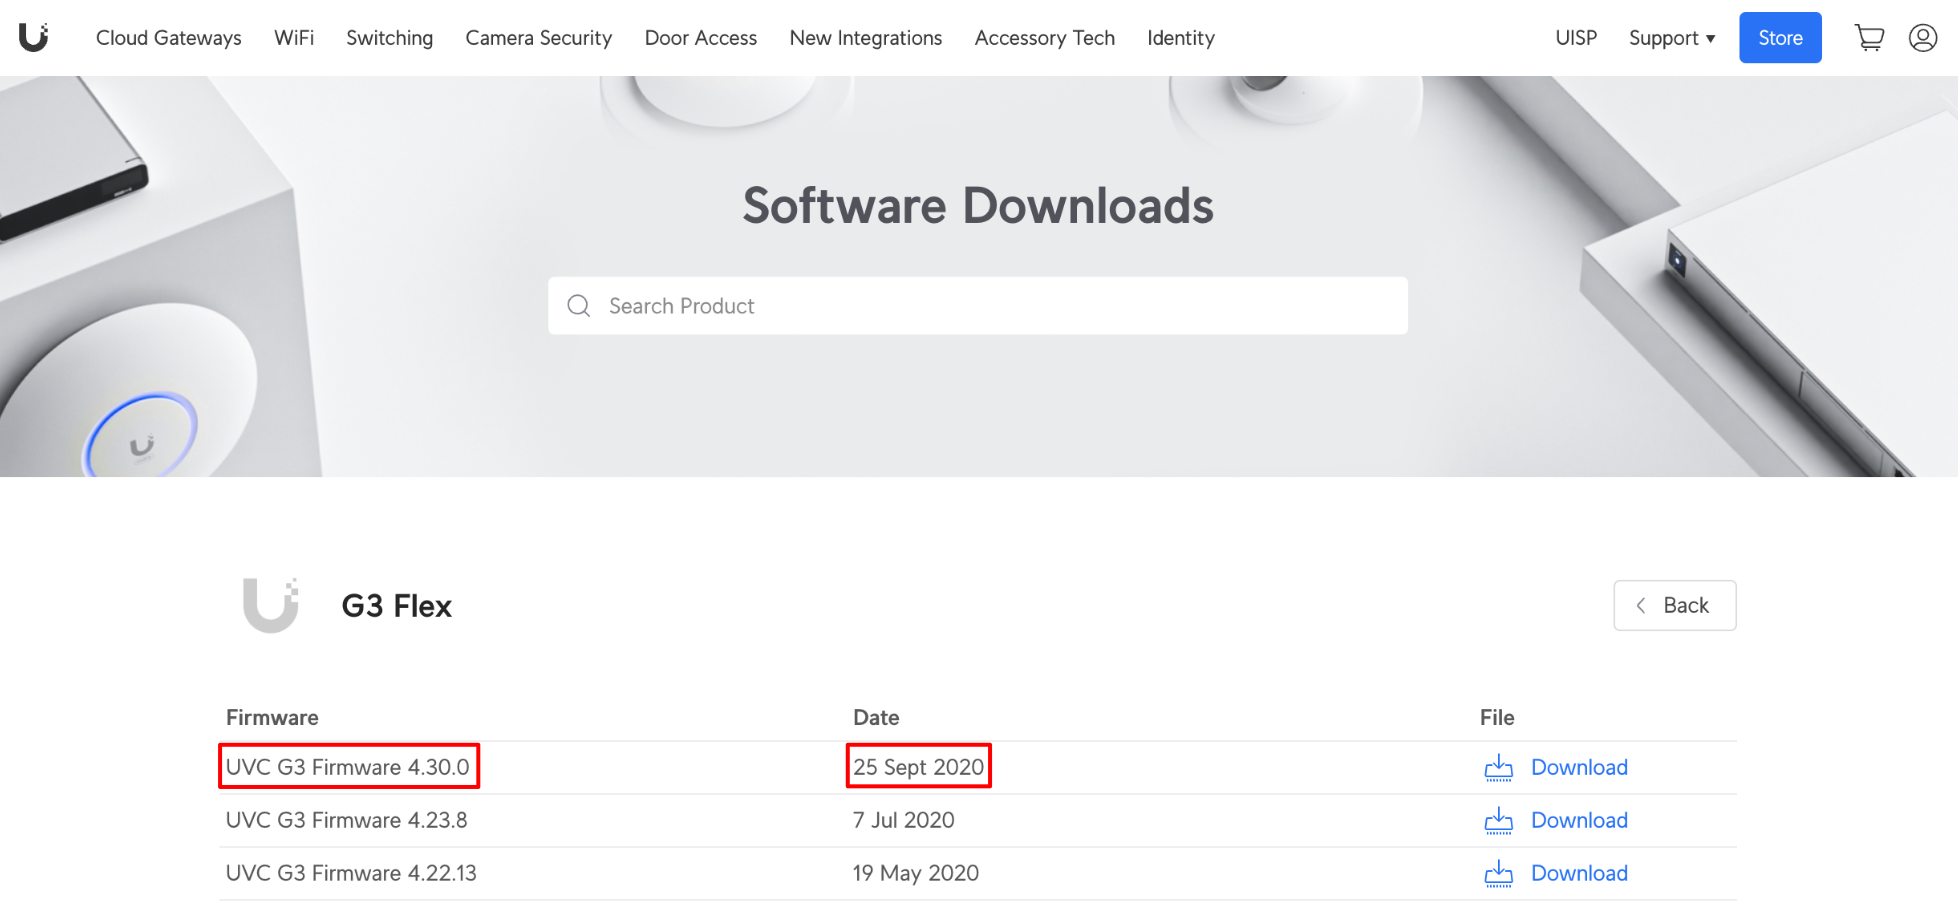 Cloud Gateways WiFi Switching Camera Security Door Access New Integrations Accessory Tech Identity UISP Support ▾ Store
Software Downloads
Search Product
G3 Flex
Back
Firmware Date File
UVC G3 Firmware 4.30.0 25 Sept 2020 Download
UVC G3 Firmware 4.23.8 7 Jul 2020 Download
UVC G3 Firmware 4.22.13 19 May 2020 Download